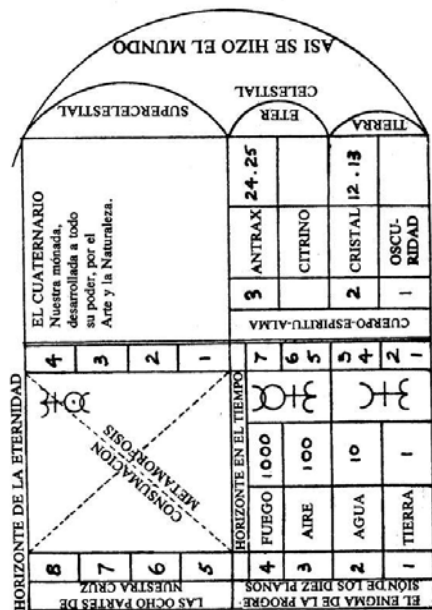 ASI SE HIZO EL MUNDO
SUPERCELESTIAL
CELESTIAL
ETER
TIERRA
EL CUATERNARIO
Nuestra mónada,
desarrollada a todo
su poder, por el
Arte y la Naturaleza.
3 ANTRAX 24.25
CITRINO
2 CRISTAL 12.13
1 OSCU-
RIDAD
CUERPO-ESPIRITU-ALMA
HORIZONTE DE LA ETERNIDAD
8 4
7 3
6 2
5 1
CONSUMACION
METAMORFOSIS
LAS OCHO PARTES DE
NUESTRA CRUZ
HORIZONTE EN EL TIEMPO
4 FUEGO 1000 7
3 AIRE 100 6
5
2 AGUA 10 3
4
1 TIERRA 1 2
1
EL ENIGMA DE LA PROGRE-
SIÓN DE LOS DIEZ PLANOS